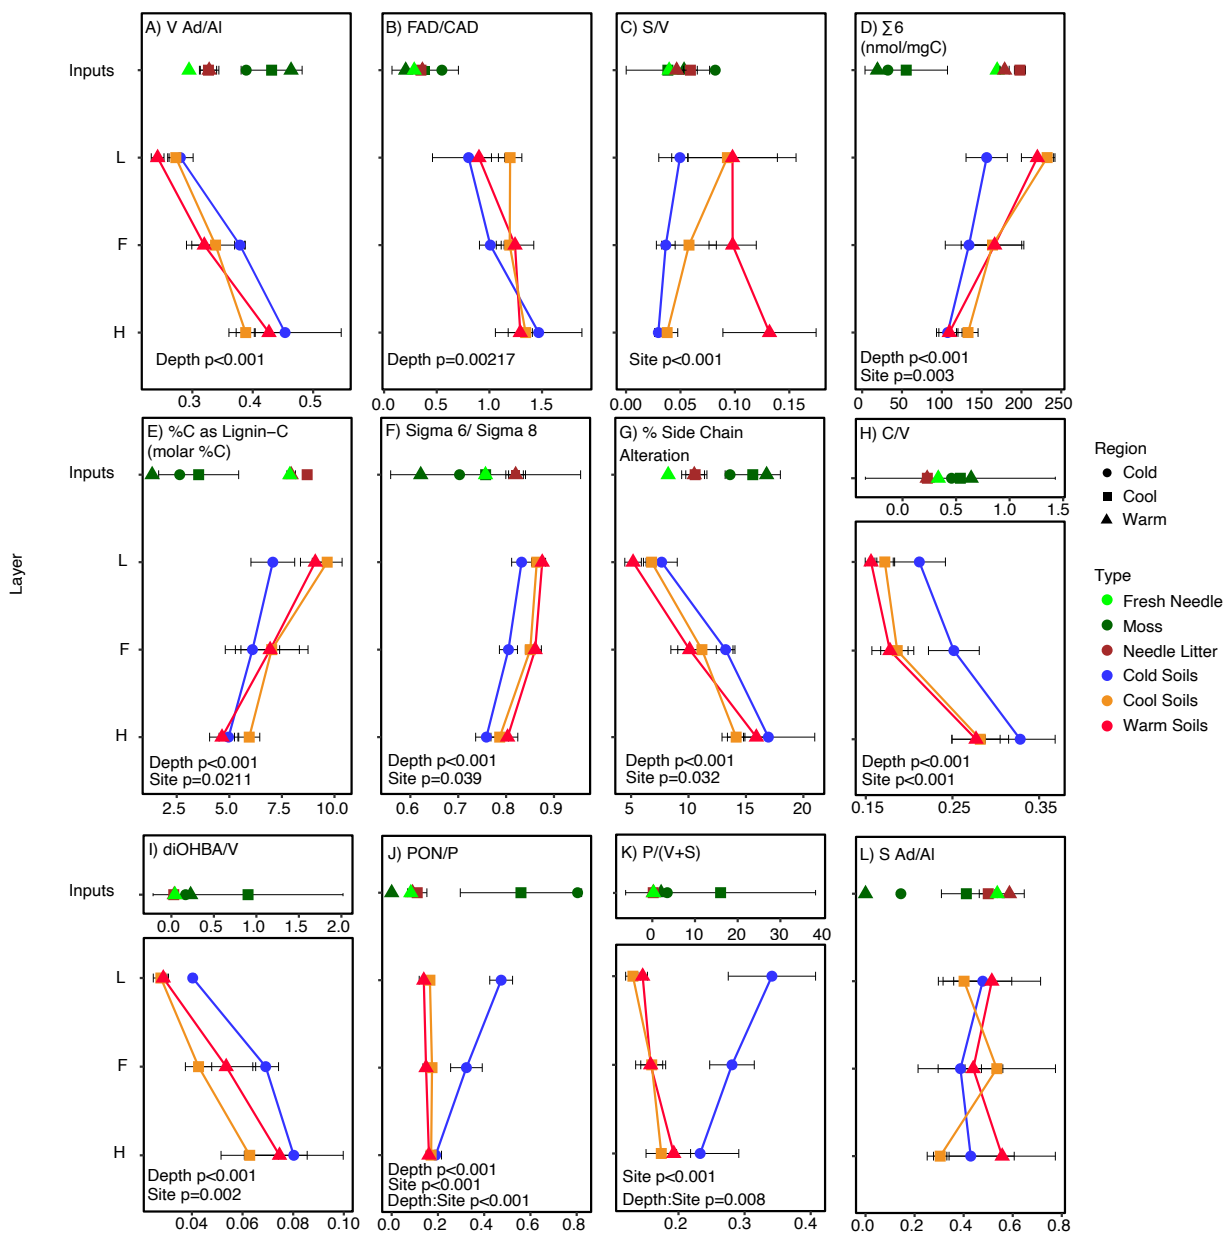 A) V Ad/Al
B) FAD/CAD
C) S/V
D) ∑6
(nmol/mgC)
Inputs
L
F
H
Depth p<0.001
Depth p=0.00217
Site p<0.001
Depth p<0.001
Site p=0.003
0.3 0.4 0.5
0.0 0.5 1.0 1.5
0.00 0.05 0.10 0.15
0 50 100 150 200 250
E) %C as Lignin−C
(molar %C)
F) Sigma 6/ Sigma 8
G) % Side Chain
Alteration
H) C/V
Inputs
0.0 0.5 1.0 1.5
L
F
H
Depth p<0.001
Site p=0.0211
Depth p<0.001
Site p=0.039
Depth p<0.001
Site p=0.032
Depth p<0.001
Site p<0.001
2.5 5.0 7.5 10.0
0.6 0.7 0.8 0.9
5 10 15 20
0.15 0.25 0.35
Layer
Region
Cold
Cool
Warm
Type
Fresh Needle
Moss
Needle Litter
Cold Soils
Cool Soils
Warm Soils
I) diOHBA/V
J) PON/P
K) P/(V+S)
L) S Ad/Al
Inputs
0.0 0.5 1.0 1.5 2.0
0 10 20 30 40
L
F
H
Depth p<0.001
Site p=0.002
Depth p<0.001
Site p<0.001
Depth:Site p<0.001
Site p<0.001
Depth:Site p=0.008
0.04 0.06 0.08 0.10
0.0 0.2 0.4 0.6 0.8
0.2 0.3 0.4
0.0 0.2 0.4 0.6 0.8